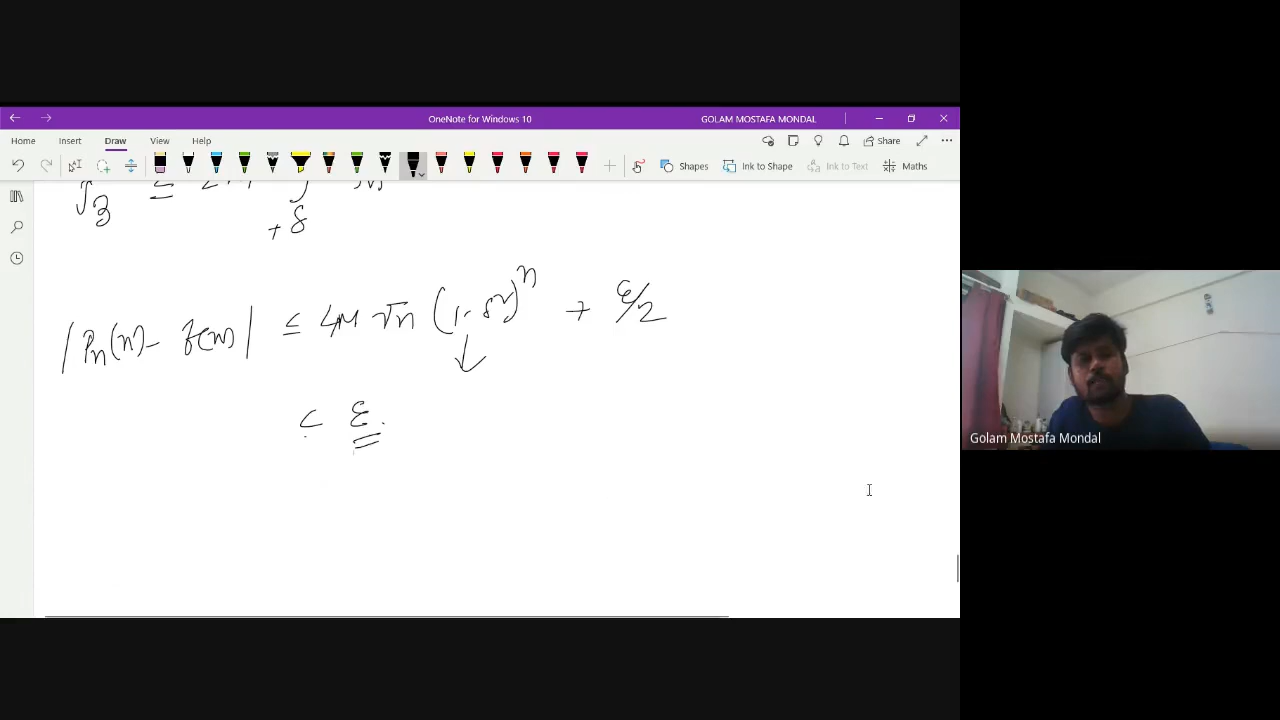 OneNote for Windows 10
GOLAM MOSTAFA MONDAL
Home Insert Draw View Help
Share
Shapes Ink to Shape Ink to Text Maths
3 ≤
+ δ
|Pn(x) - f(x)| ≤ 4M √n (1-δ²)^n + ε/2
↓
< ε.
Golam Mostafa Mondal